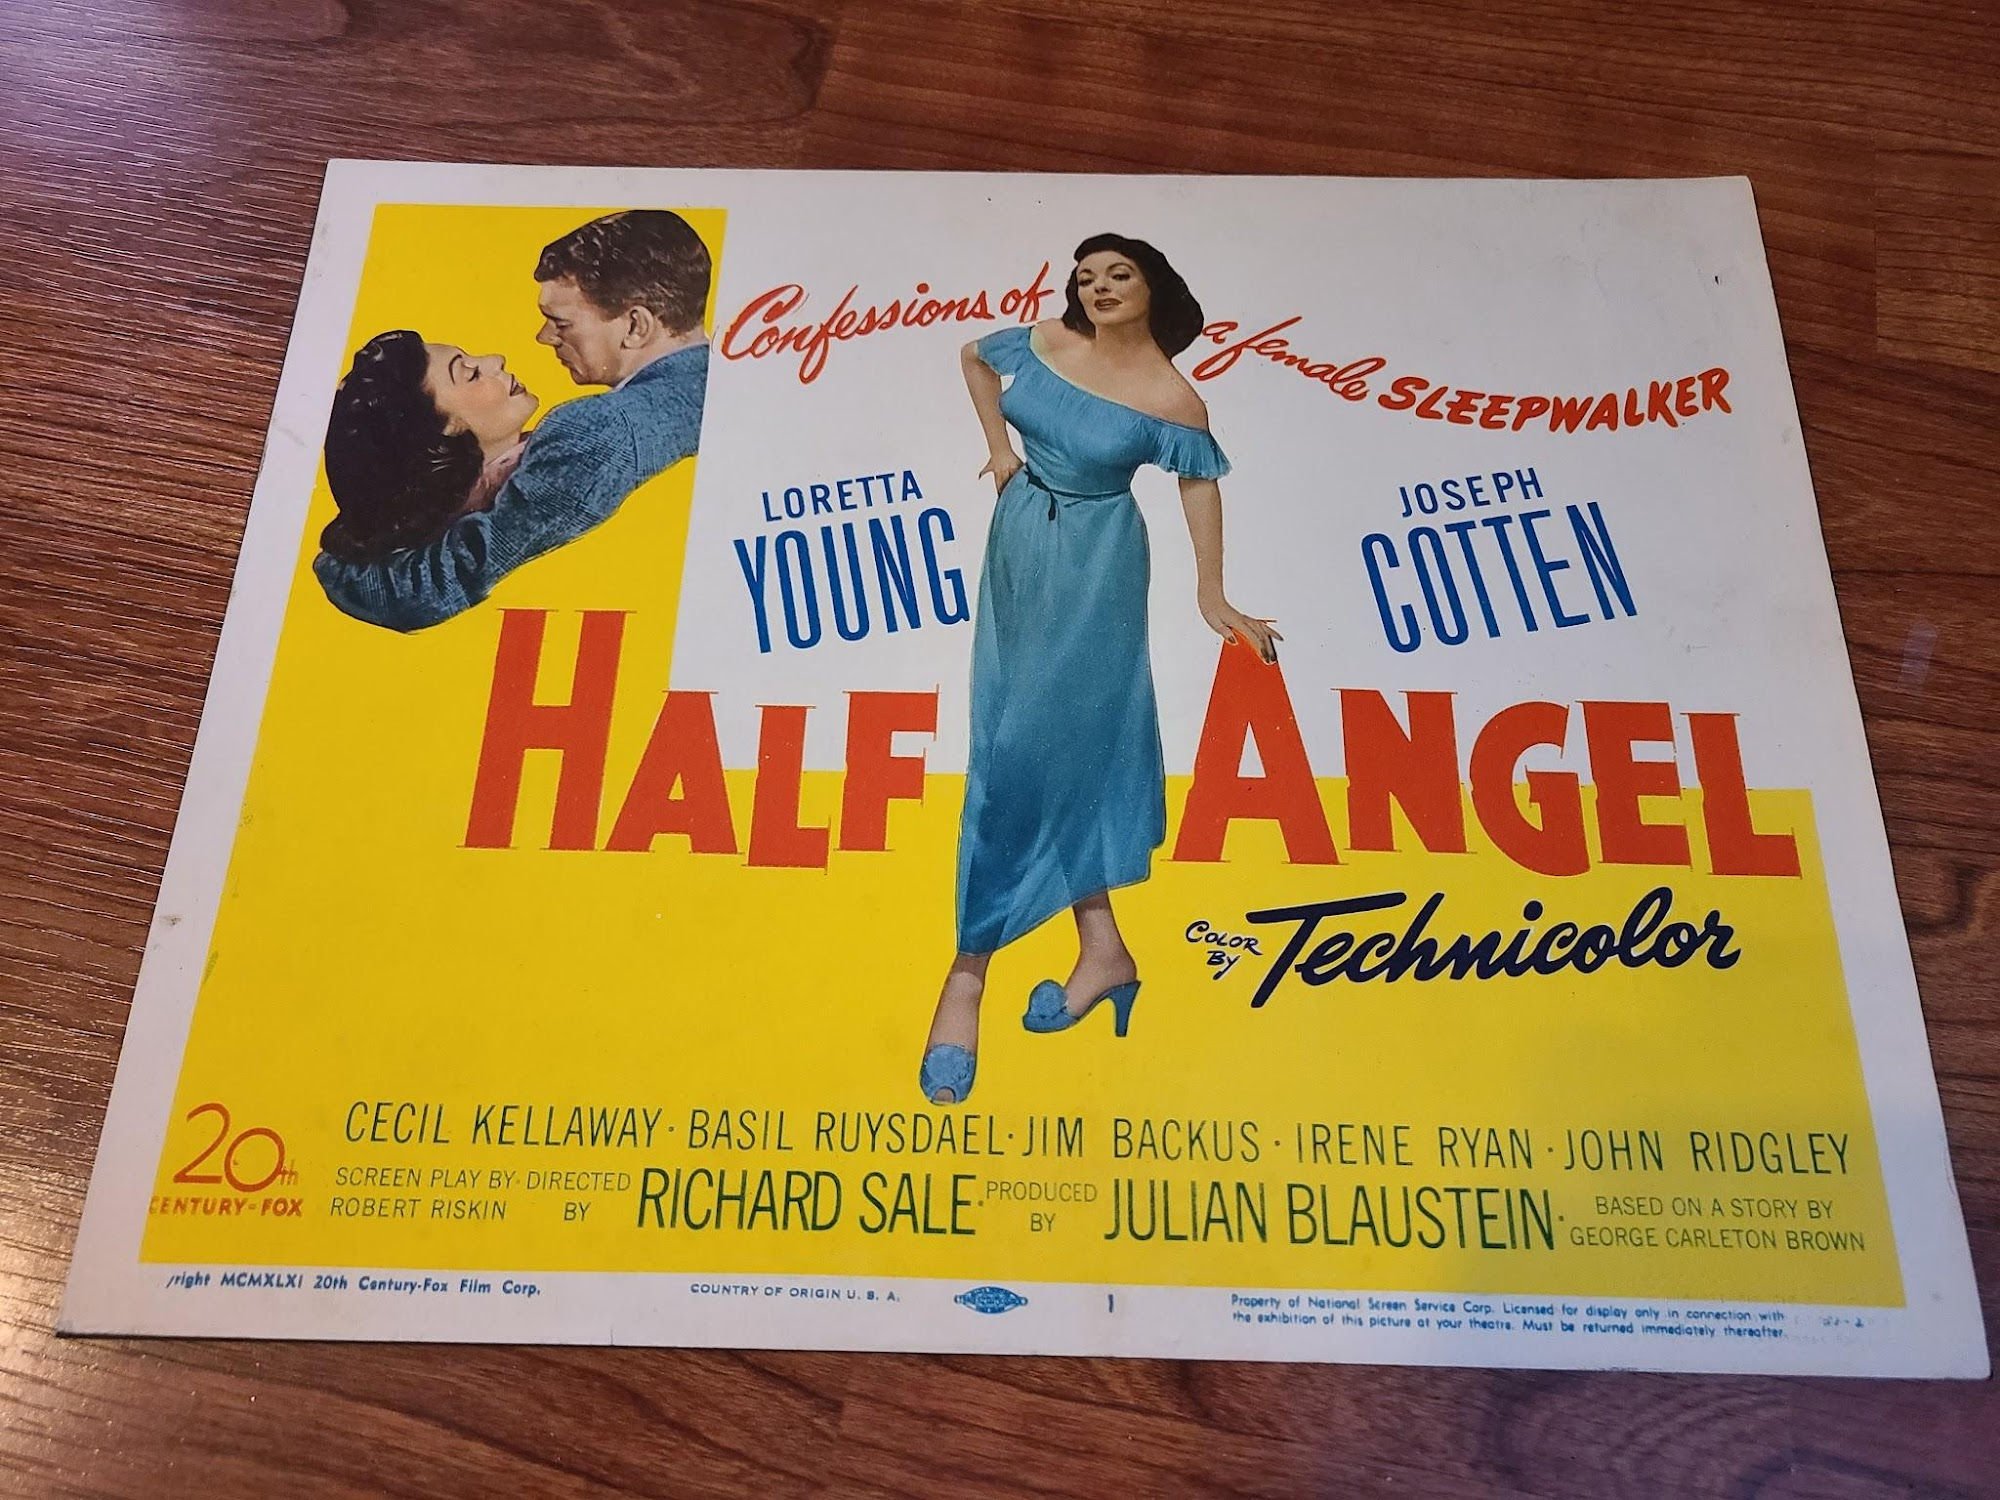 Confessions of a female SLEEPWALKER
LORETTA
YOUNG
JOSEPH
COTTEN
HALF ANGEL
COLOR
BY
Technicolor
20th
CENTURY-FOX
CECIL KELLAWAY · BASIL RUYSDAEL · JIM BACKUS · IRENE RYAN · JOHN RIDGLEY
SCREEN PLAY BY
ROBERT RISKIN
· DIRECTED
BY
RICHARD SALE
· PRODUCED
BY
JULIAN BLAUSTEIN
· BASED ON A STORY BY
GEORGE CARLETON BROWN
right MCMXLXI 20th Century-Fox Film Corp.
COUNTRY OF ORIGIN U. S. A.
1
Property of National Screen Service Corp. Licensed for display only in connection with
the exhibition of this picture at your theatre. Must be returned immediately thereafter.